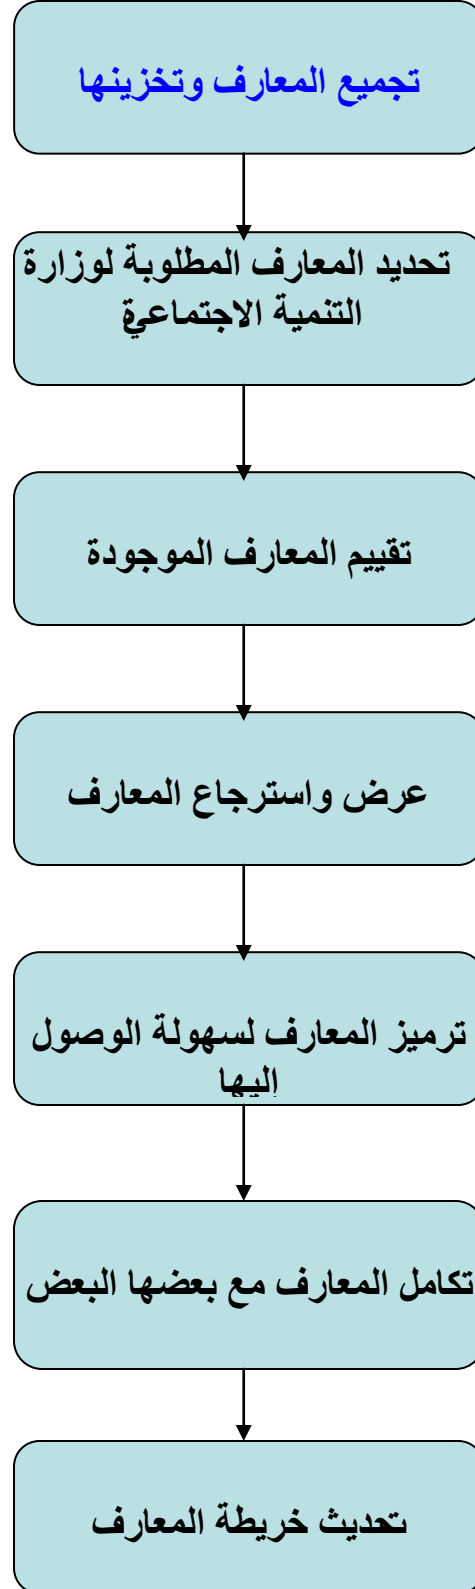 تجميع المعارف وتخزينها
تحديد المعارف المطلوبة لوزارة
التنمية الاجتماعية
تقييم المعارف الموجودة
عرض واسترجاع المعارف
ترميز المعارف لسهولة الوصول
إليها
تكامل المعارف مع بعضها البعض
تحديث خريطة المعارف